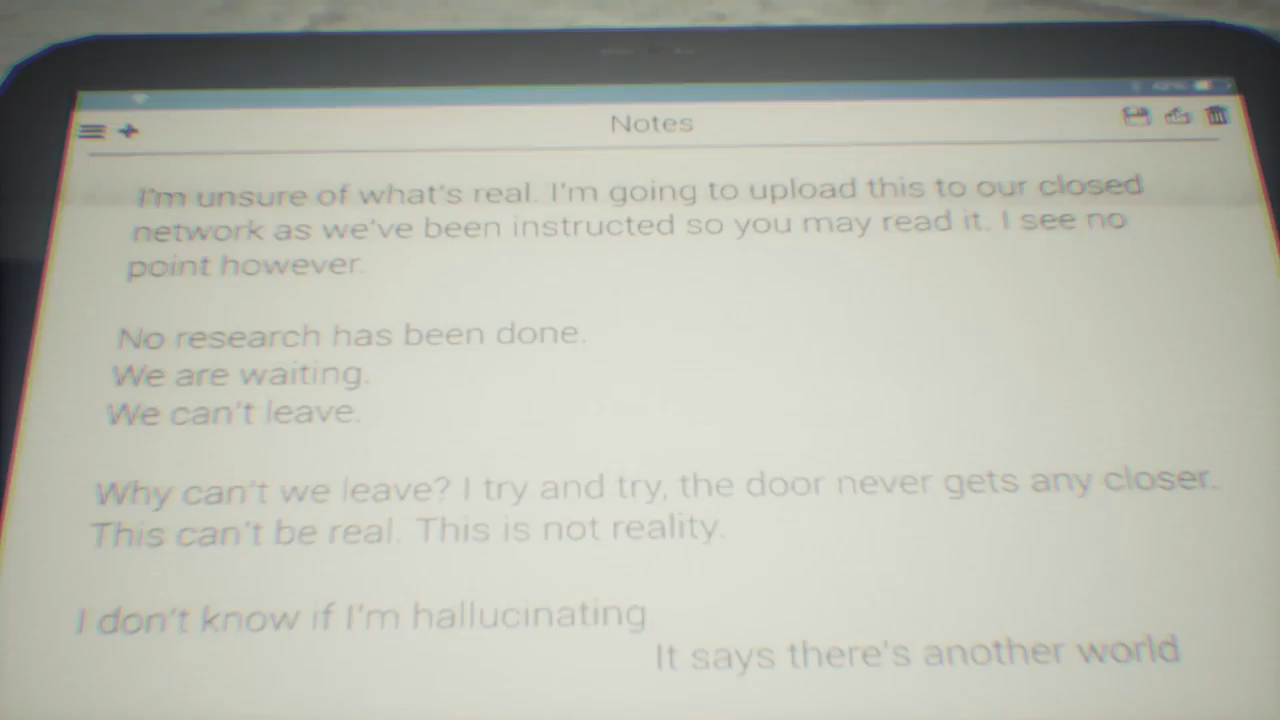 Notes
I'm unsure of what's real. I'm going to upload this to our closed
network as we've been instructed so you may read it. I see no
point however.
No research has been done.
We are waiting.
We can't leave.
Why can't we leave? I try and try, the door never gets any closer.
This can't be real. This is not reality.
I don't know if I'm hallucinating
It says there's another world